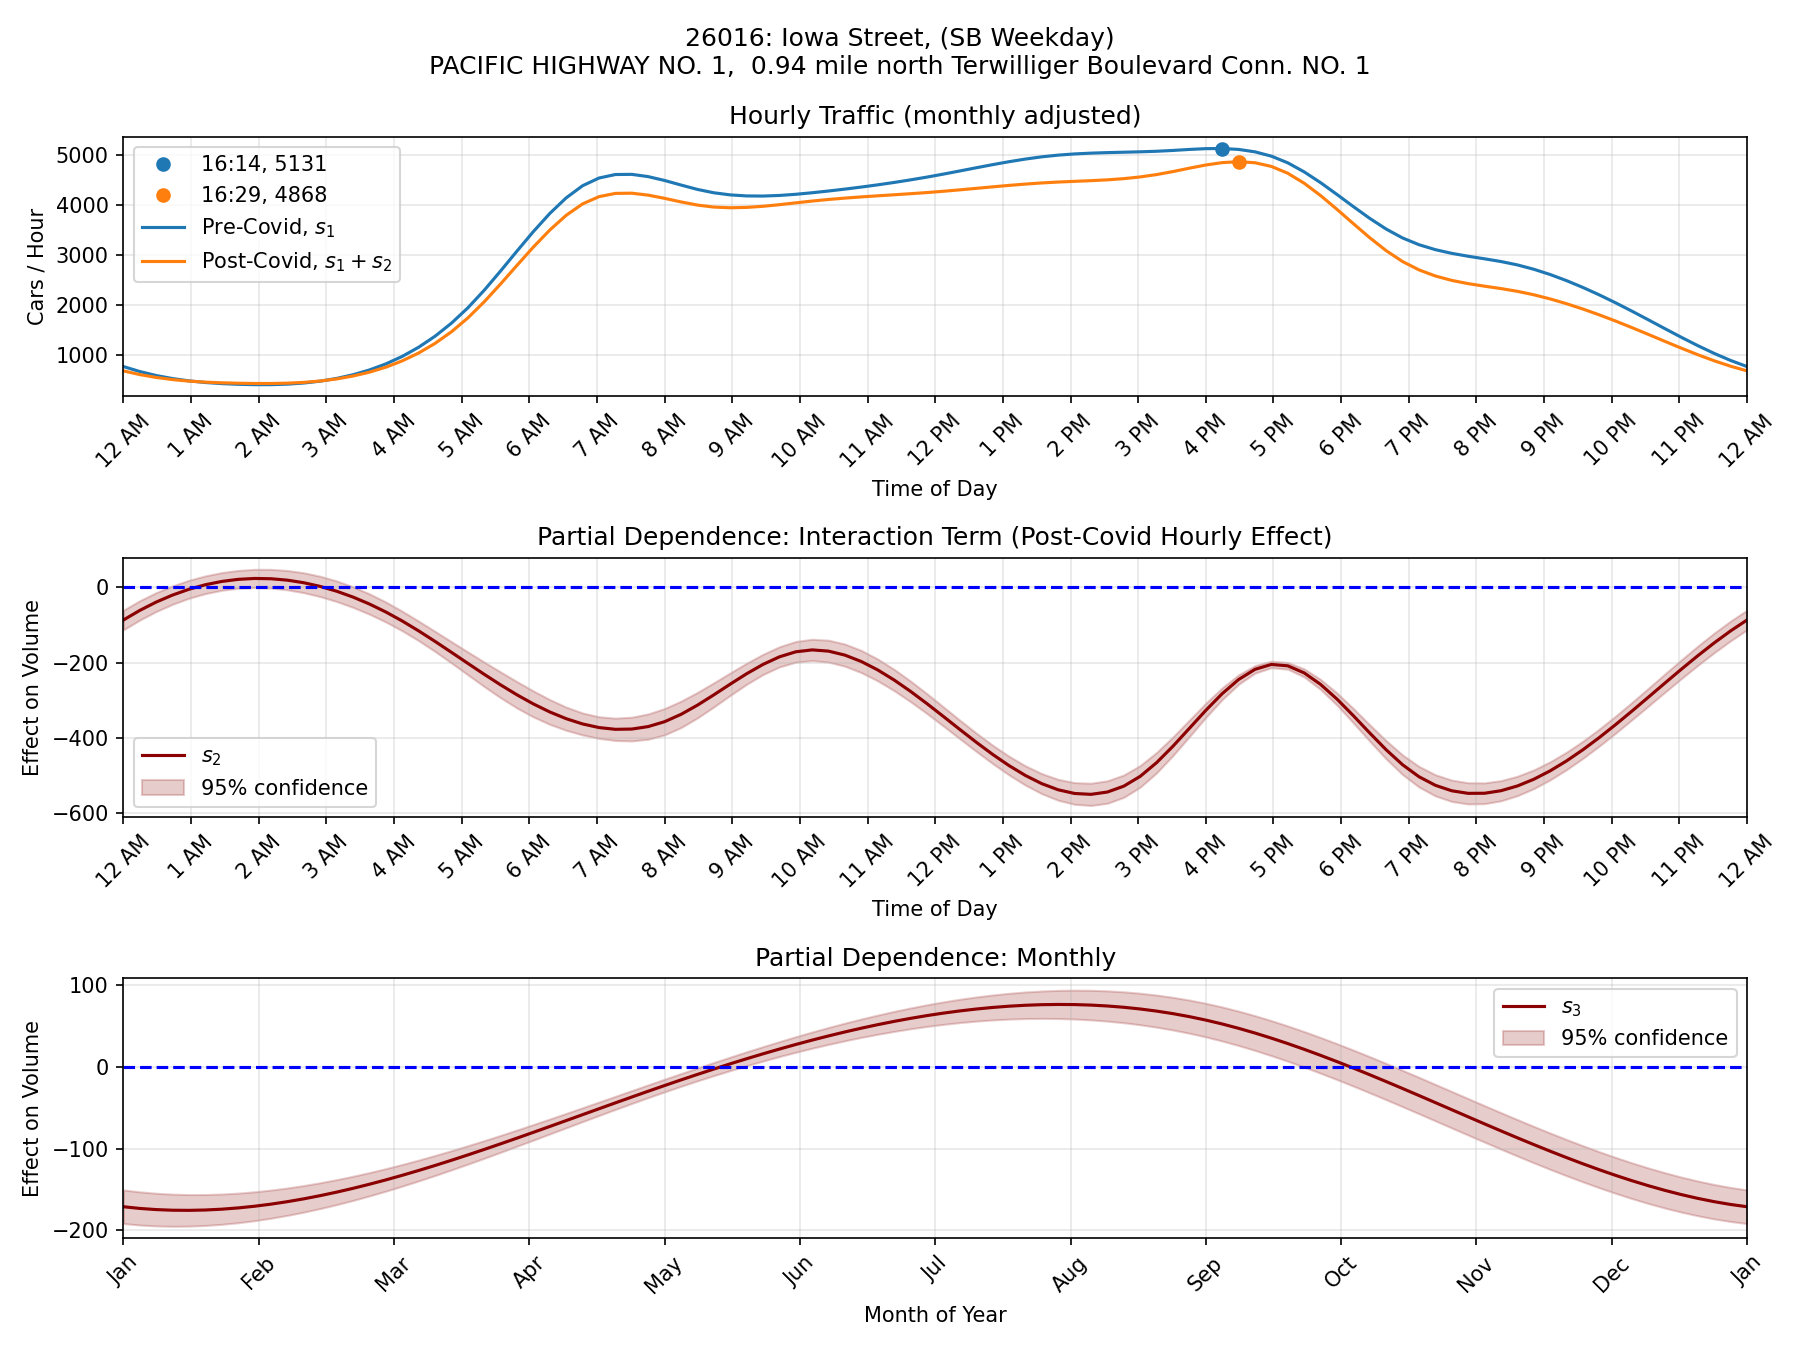 26016: Iowa Street, (SB Weekday)
PACIFIC HIGHWAY NO. 1,  0.94 mile north Terwilliger Boulevard Conn. NO. 1
Hourly Traffic (monthly adjusted)
16:14, 5131
16:29, 4868
Pre-Covid, s₁
Post-Covid, s₁ + s₂
Cars / Hour
5000
4000
3000
2000
1000
12 AM 1 AM 2 AM 3 AM 4 AM 5 AM 6 AM 7 AM 8 AM 9 AM 10 AM 11 AM 12 PM 1 PM 2 PM 3 PM 4 PM 5 PM 6 PM 7 PM 8 PM 9 PM 10 PM 11 PM 12 AM
Time of Day
Partial Dependence: Interaction Term (Post-Covid Hourly Effect)
Effect on Volume
0
−200
−400
−600
s₂
95% confidence
12 AM 1 AM 2 AM 3 AM 4 AM 5 AM 6 AM 7 AM 8 AM 9 AM 10 AM 11 AM 12 PM 1 PM 2 PM 3 PM 4 PM 5 PM 6 PM 7 PM 8 PM 9 PM 10 PM 11 PM 12 AM
Time of Day
Partial Dependence: Monthly
Effect on Volume
100
0
−100
−200
s₃
95% confidence
Jan Feb Mar Apr May Jun Jul Aug Sep Oct Nov Dec Jan
Month of Year